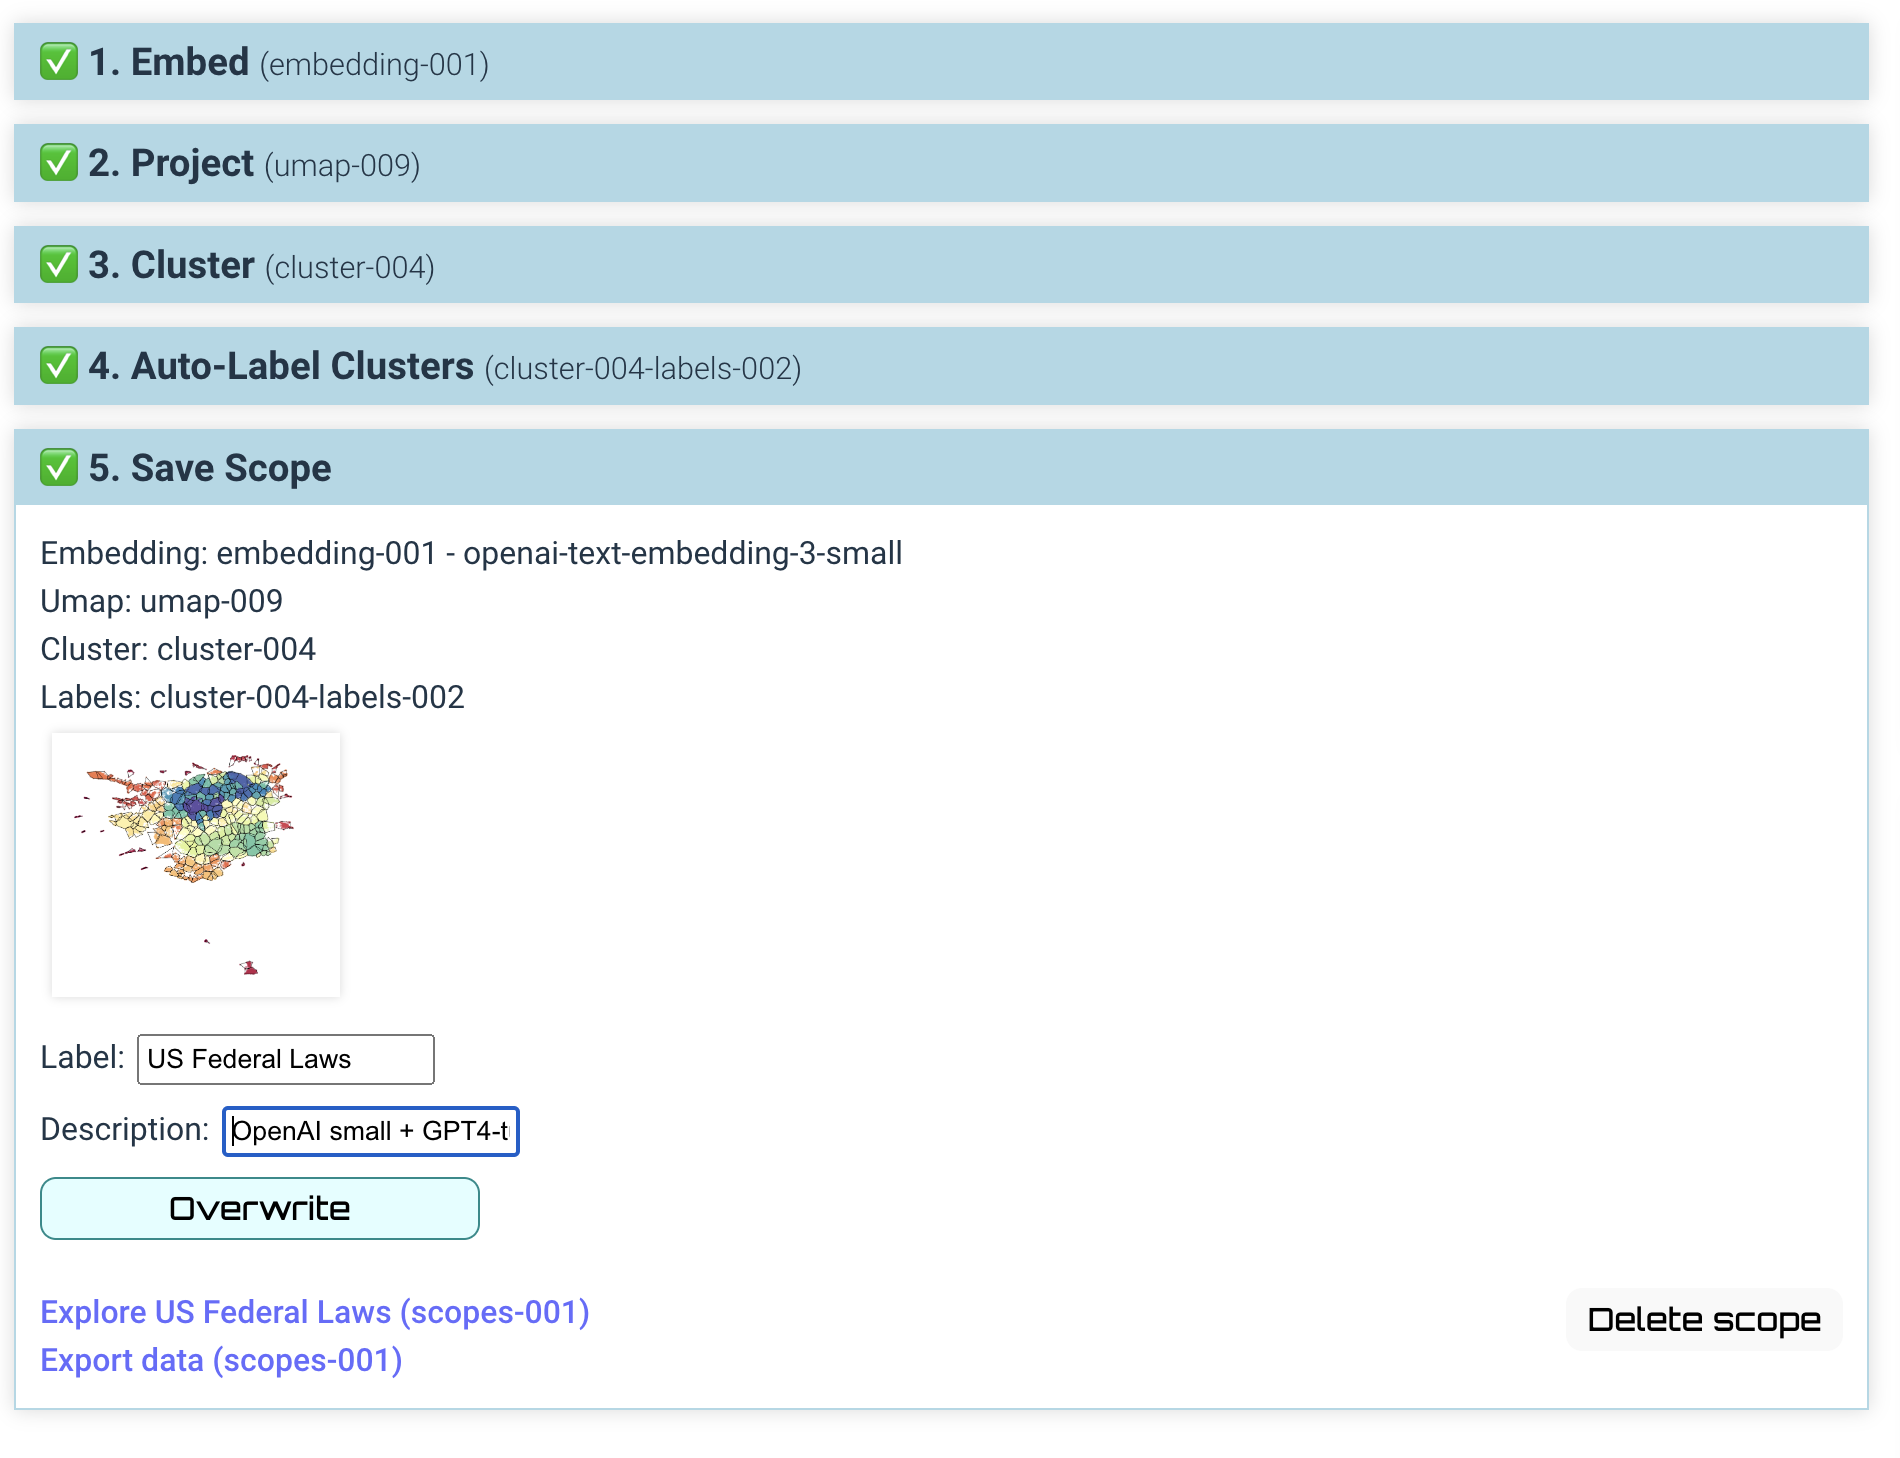 ✅ 1. Embed (embedding-001)
✅ 2. Project (umap-009)
✅ 3. Cluster (cluster-004)
✅ 4. Auto-Label Clusters (cluster-004-labels-002)
✅ 5. Save Scope
Embedding: embedding-001 - openai-text-embedding-3-small
Umap: umap-009
Cluster: cluster-004
Labels: cluster-004-labels-002
Label: US Federal Laws
Description: OpenAI small + GPT4-t
Overwrite
Explore US Federal Laws (scopes-001)
Delete scope
Export data (scopes-001)